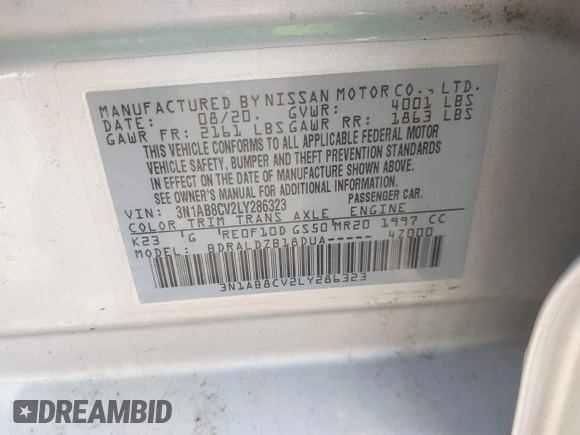 MANUFACTURED BY NISSAN MOTOR CO., LTD.
DATE: 08/20. GVWR: 4001 LBS
GAWR FR: 2161 LBS GAWR RR: 1863 LBS
THIS VEHICLE CONFORMS TO ALL APPLICABLE FEDERAL MOTOR
VEHICLE SAFETY, BUMPER AND THEFT PREVENTION STANDARDS
IN EFFECT ON THE DATE OF MANUFACTURE SHOWN ABOVE.
SEE OWNER'S MANUAL FOR ADDITIONAL INFORMATION
VIN: 3N1AB8CV2LY286323 PASSENGER CAR.
COLOR TRIM TRANS AXLE ENGINE
K23 G RE0F10D GS50 MR20 1997 CC
MODEL: BDRALDZB18DUA----- 4Z000
3N1AB8CV2LY286323
DREAMBID